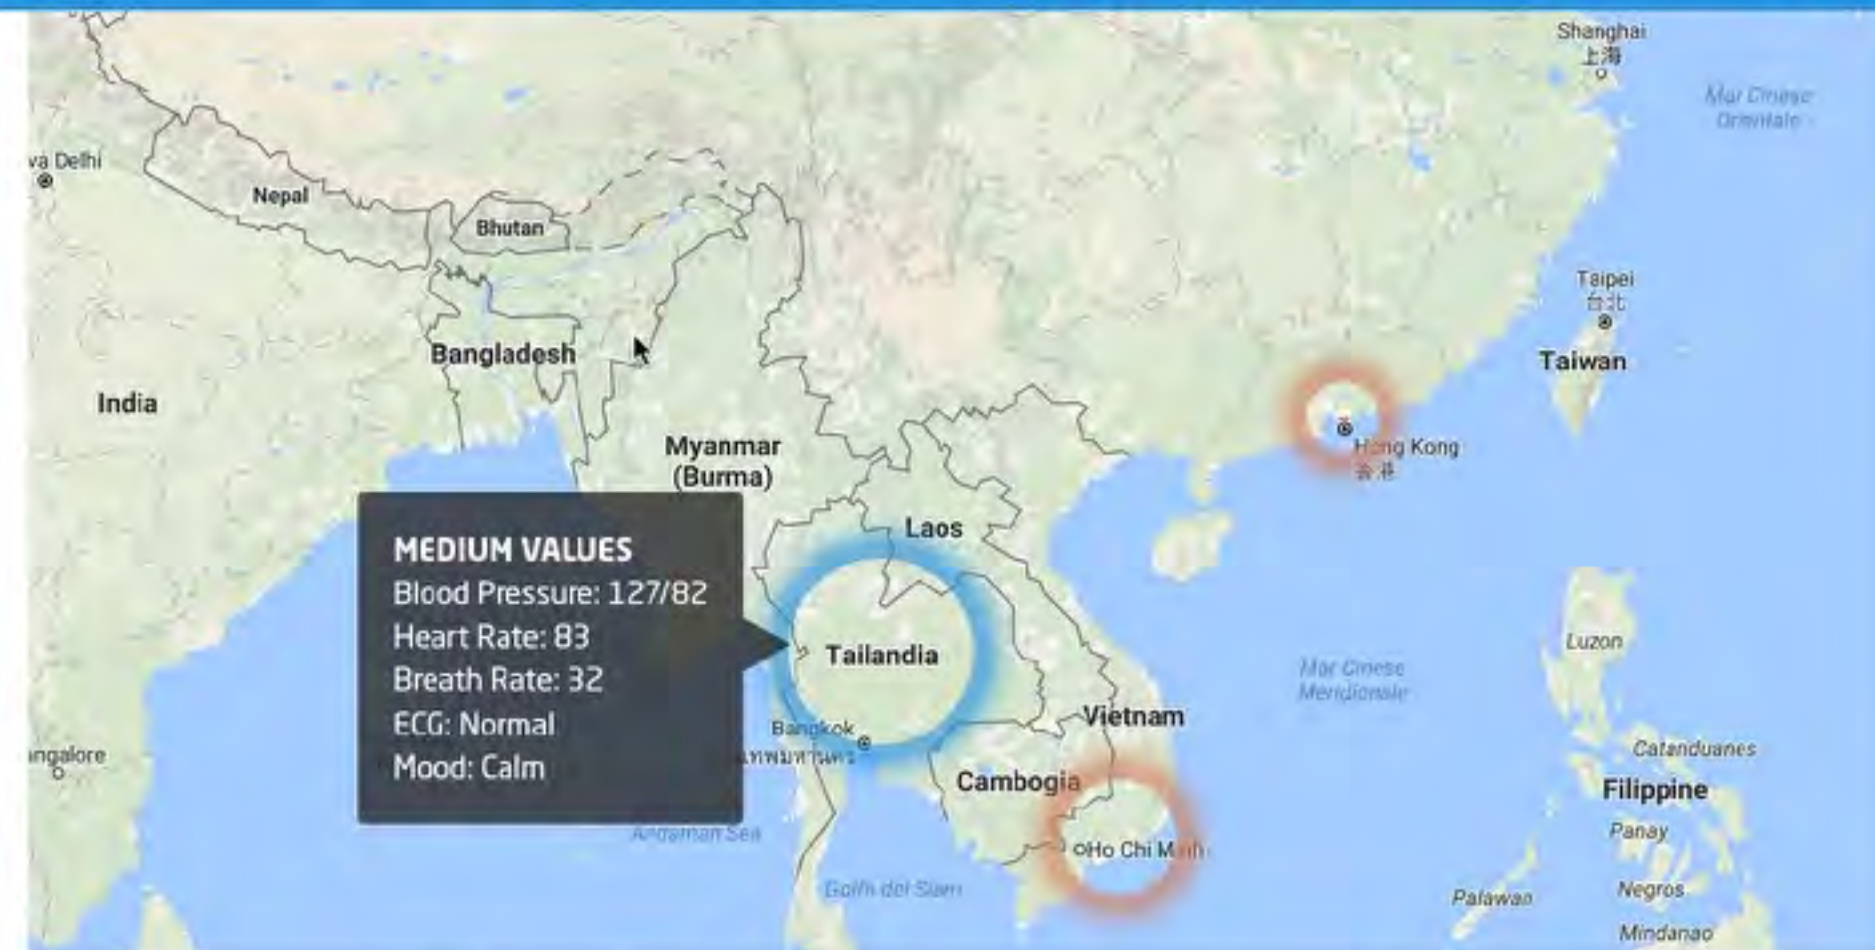 Shanghai
上海
Mar Cinese
Orientale
va Delhi
Nepal
Bhutan
Taipei
台北
Bangladesh
Taiwan
India
Myanmar
(Burma)
Hong Kong
香港
Laos
MEDIUM VALUES
Blood Pressure: 127/82
Heart Rate: 83
Breath Rate: 32
ECG: Normal
Mood: Calm
Tailandia
Luzon
Mar Cinese
Meridionale
Vietnam
Bangkok
angalore
Catanduanes
Cambogia
Filippine
Andaman Sea
Panay
Ho Chi Minh
Golfo del Siam
Palawan
Negros
Mindanao